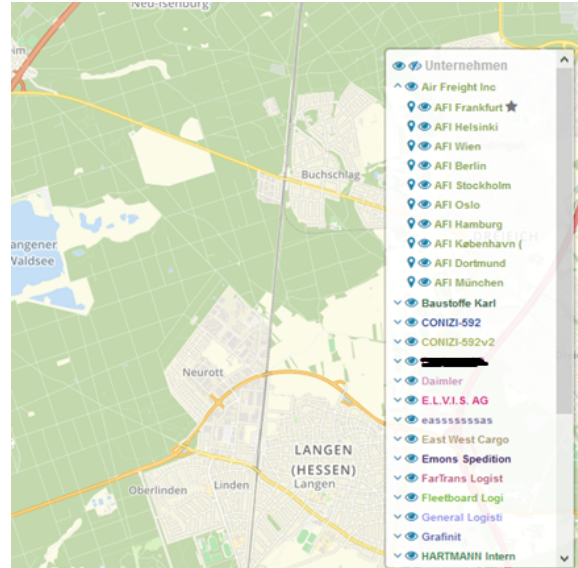 Neu-Isenburg
eim
Buchschlag
angener
Waldsee
Neurott
LANGEN
(HESSEN)
Langen
Oberlinden
Linden
DREIEICH
Unternehmen
Air Freight Inc
AFI Frankfurt
AFI Helsinki
AFI Wien
AFI Berlin
AFI Stockholm
AFI Oslo
AFI Hamburg
AFI København (
AFI Dortmund
AFI München
Baustoffe Karl
CONIZI-592
CONIZI-592v2
Daimler
E.L.V.I.S. AG
easssssssas
East West Cargo
Emons Spedition
FarTrans Logist
Fleetboard Logi
General Logisti
Grafinit
HARTMANN Intern